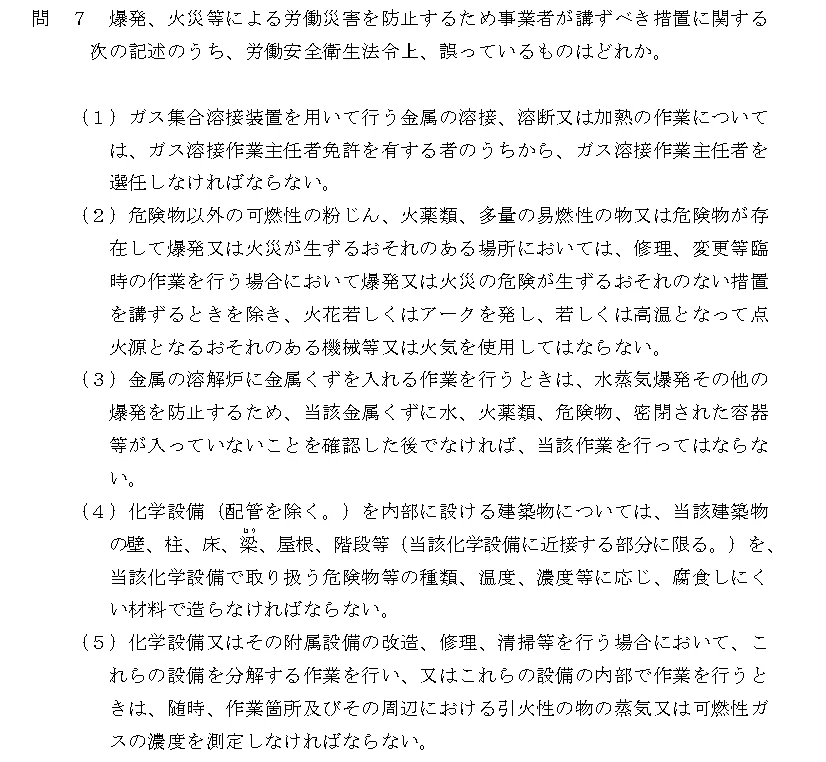 問　７　爆発、火災等による労働災害を防止するため事業者が講ずべき措置に関する
次の記述のうち、労働安全衛生法令上、誤っているものはどれか。
（１）ガス集合溶接装置を用いて行う金属の溶接、溶断又は加熱の作業について
は、ガス溶接作業主任者免許を有する者のうちから、ガス溶接作業主任者を
選任しなければならない。
（２）危険物以外の可燃性の粉じん、火薬類、多量の易燃性の物又は危険物が存
在して爆発又は火災が生ずるおそれのある場所においては、修理、変更等臨
時の作業を行う場合において爆発又は火災の危険が生ずるおそれのない措置
を講ずるときを除き、火花若しくはアークを発し、若しくは高温となって点
火源となるおそれのある機械等又は火気を使用してはならない。
（３）金属の溶解炉に金属くずを入れる作業を行うときは、水蒸気爆発その他の
爆発を防止するため、当該金属くずに水、火薬類、危険物、密閉された容器
等が入っていないことを確認した後でなければ、当該作業を行ってはならな
い。
（４）化学設備（配管を除く。）を内部に設ける建築物については、当該建築物
の壁、柱、床、梁、屋根、階段等（当該化学設備に近接する部分に限る。）を、
当該化学設備で取り扱う危険物等の種類、温度、濃度等に応じ、腐食しにく
い材料で造らなければならない。
（５）化学設備又はその附属設備の改造、修理、清掃等を行う場合において、こ
れらの設備を分解する作業を行い、又はこれらの設備の内部で作業を行うと
きは、随時、作業箇所及びその周辺における引火性の物の蒸気又は可燃性ガ
スの濃度を測定しなければならない。